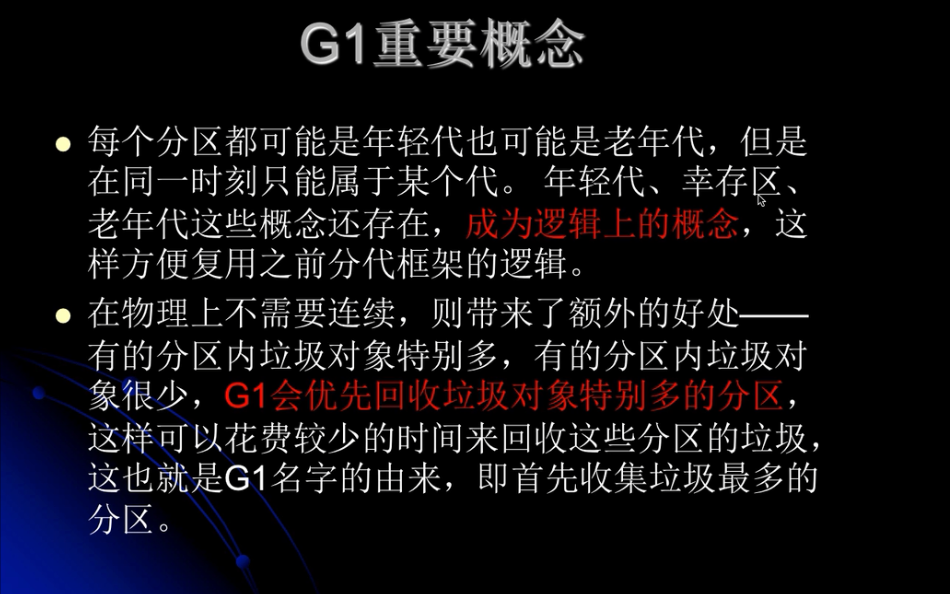 G1重要概念
每个分区都可能是年轻代也可能是老年代，但是
在同一时刻只能属于某个代。 年轻代、幸存区、
老年代这些概念还存在，成为逻辑上的概念，这
样方便复用之前分代框架的逻辑。
在物理上不需要连续，则带来了额外的好处——
有的分区内垃圾对象特别多，有的分区内垃圾对
象很少，G1会优先回收垃圾对象特别多的分区，
这样可以花费较少的时间来回收这些分区的垃圾，
这也就是G1名字的由来，即首先收集垃圾最多的
分区。